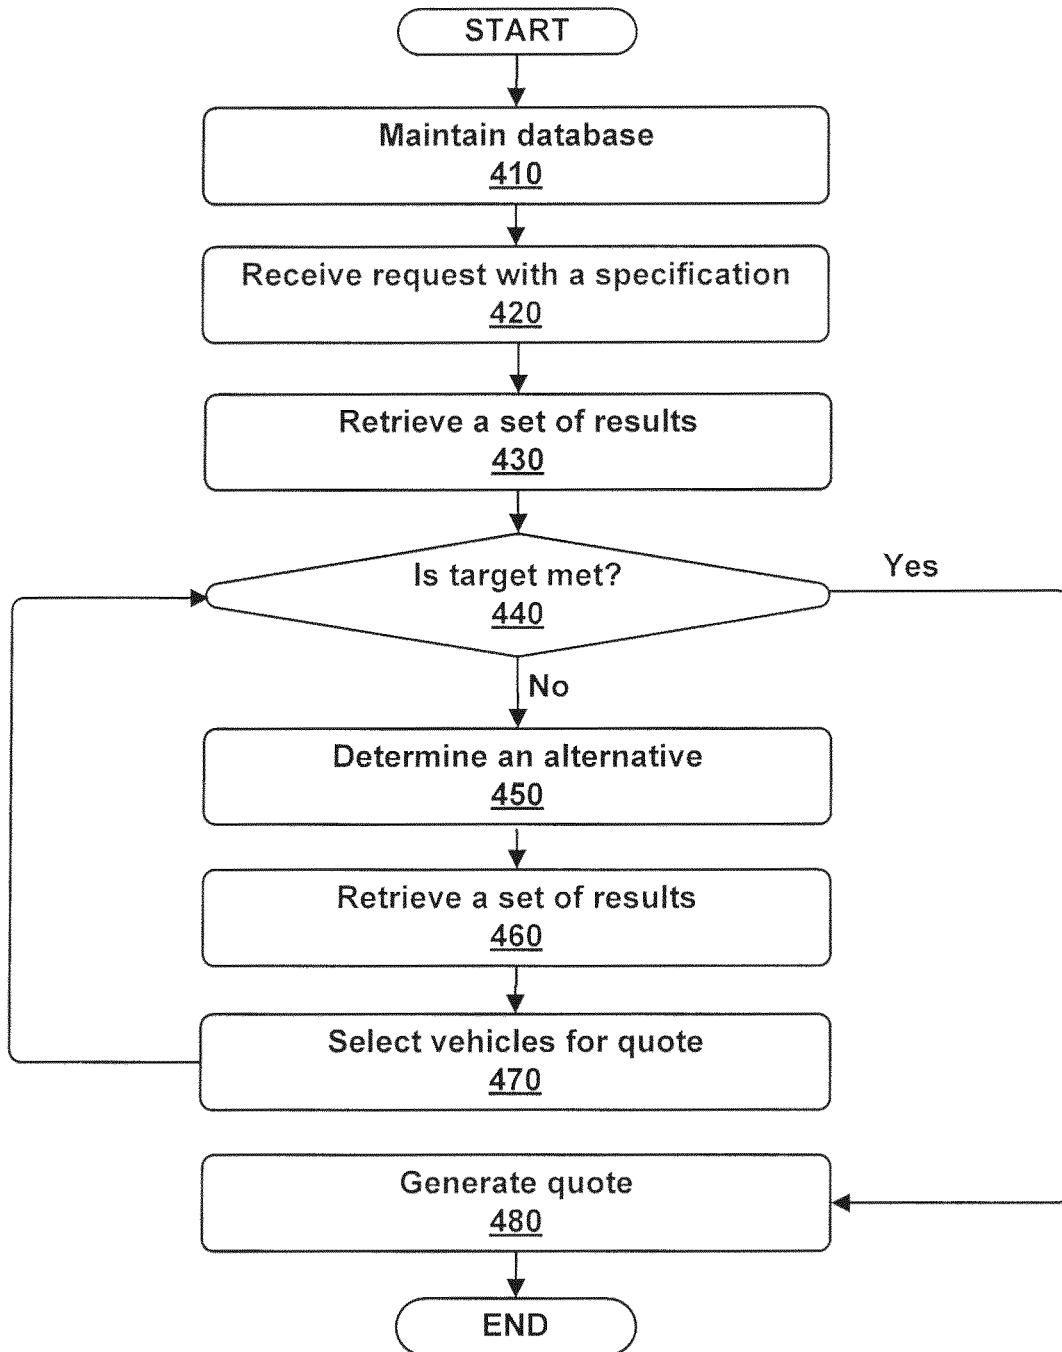 START
Maintain database
410
Receive request with a specification
420
Retrieve a set of results
430
Is target met?
440
Yes
No
Determine an alternative
450
Retrieve a set of results
460
Select vehicles for quote
470
Generate quote
480
END